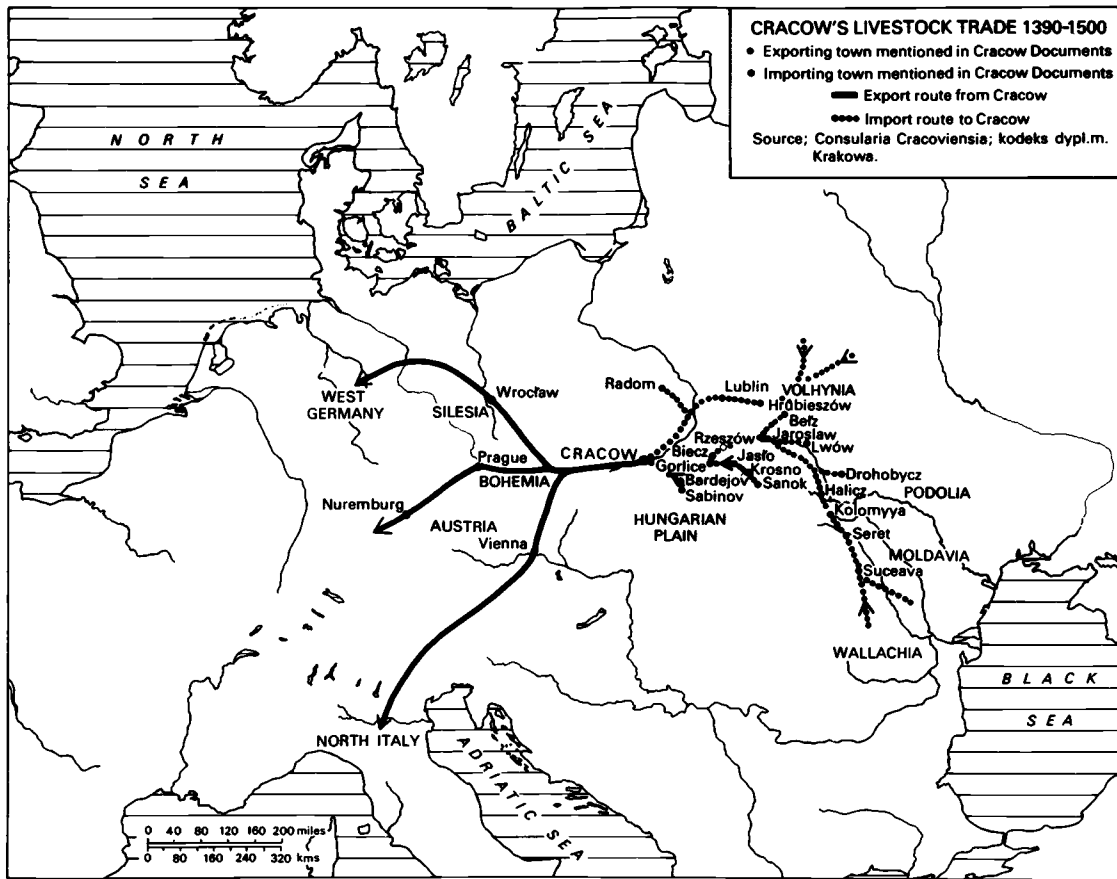 CRACOW'S LIVESTOCK TRADE 1390-1500
• Exporting town mentioned in Cracow Documents
• Importing town mentioned in Cracow Documents
Export route from Cracow
Import route to Cracow
Source; Consularia Cracoviensia; kodeks dypl.m.
Krakowa.
NORTH
SEA
BALTIC SEA
WEST
GERMANY
SILESIA
Wrocław
Radom
Lublin
VOLHYNIA
Hrubieszów
Bełz
Jaroslaw
Lwów
Rzeszów
CRACOW
Biecz
Jasło
Gorlice
Krosno
Sanok
Drohobycz
Bardejov
Sabinov
Prague
BOHEMIA
Nuremburg
AUSTRIA
Vienna
HUNGARIAN
PLAIN
Halicz
PODOLIA
Kolomyya
Seret
MOLDAVIA
Suceava
WALLACHIA
BLACK
SEA
NORTH ITALY
ADRIATIC SEA
0 40 80 120 160 200 miles
0 80 160 240 320 kms